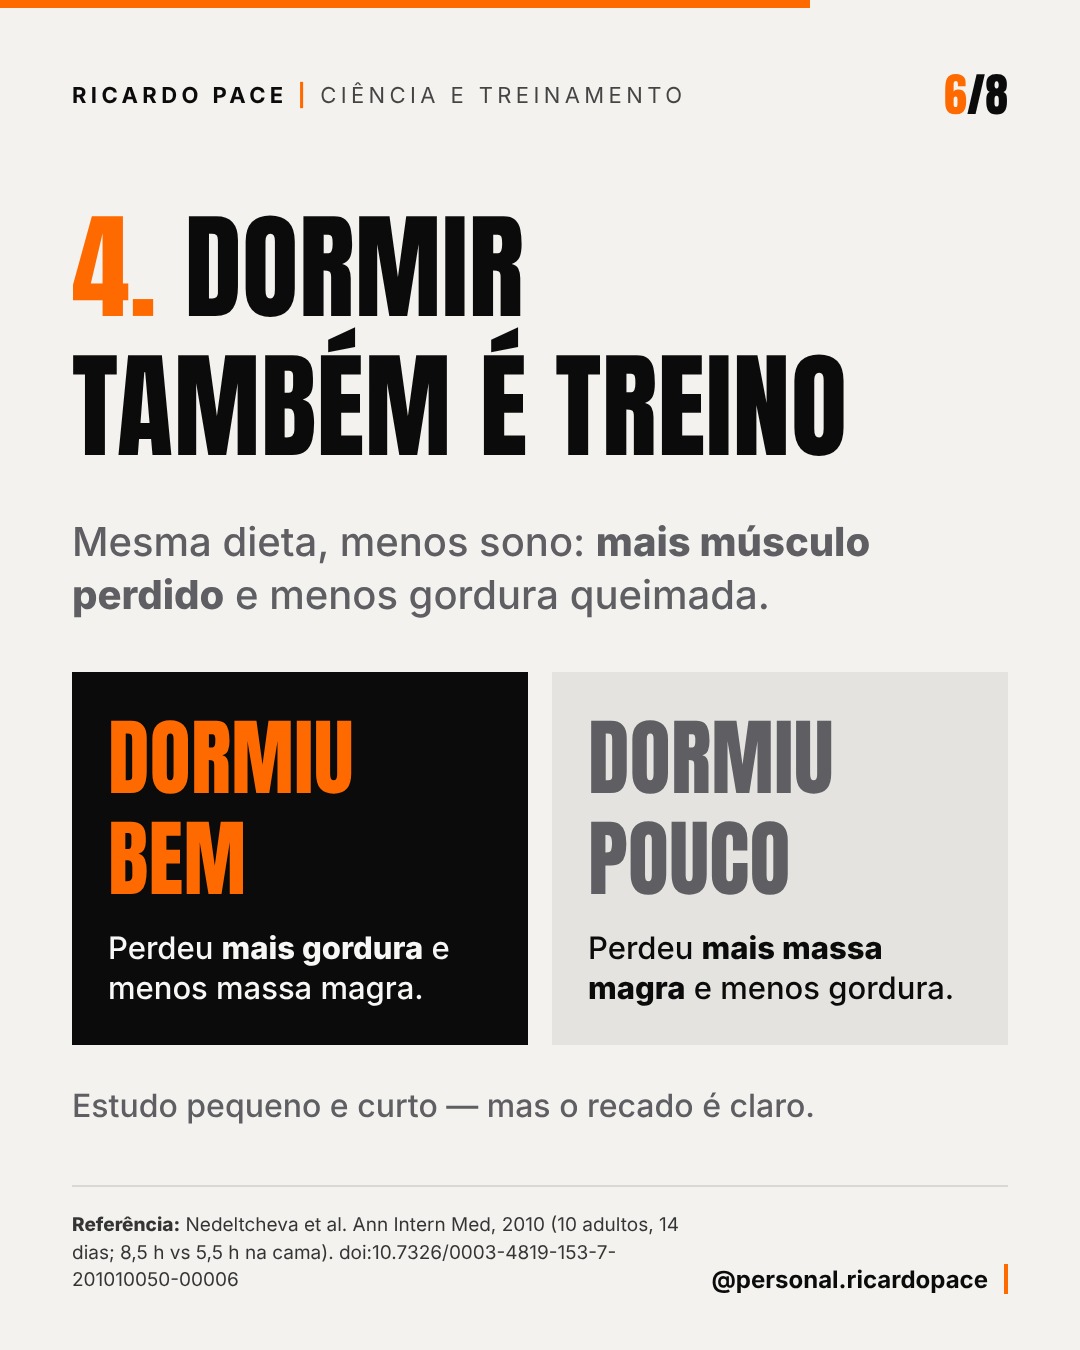 RICARDO PACE | CIÊNCIA E TREINAMENTO
6/8
4. DORMIR
TAMBÉM É TREINO
Mesma dieta, menos sono: mais músculo
perdido e menos gordura queimada.
DORMIU
BEM
Perdeu mais gordura e
menos massa magra.
DORMIU
POUCO
Perdeu mais massa
magra e menos gordura.
Estudo pequeno e curto — mas o recado é claro.
Referência: Nedeltcheva et al. Ann Intern Med, 2010 (10 adultos, 14
dias; 8,5 h vs 5,5 h na cama). doi:10.7326/0003-4819-153-7-
201010050-00006
@personal.ricardopace